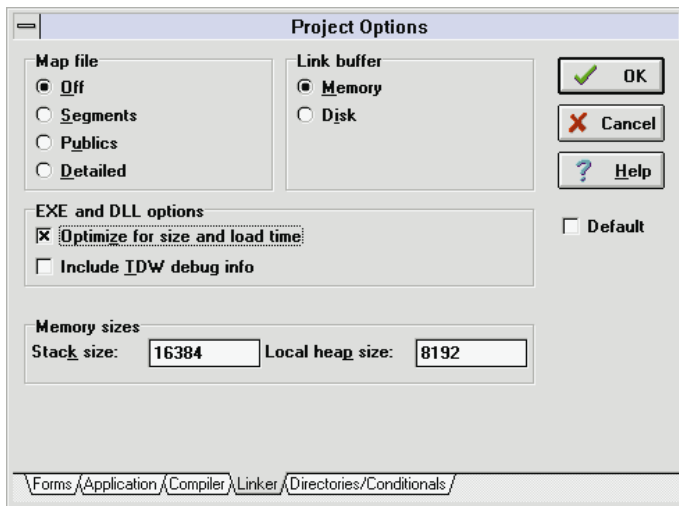 Project Options
Map file
Off
Segments
Publics
Detailed
Link buffer
Memory
Disk
OK
Cancel
Help
Default
EXE and DLL options
Optimize for size and load time
Include TDW debug info
Memory sizes
Stack size: 16384 Local heap size: 8192
Forms Application Compiler Linker Directories/Conditionals